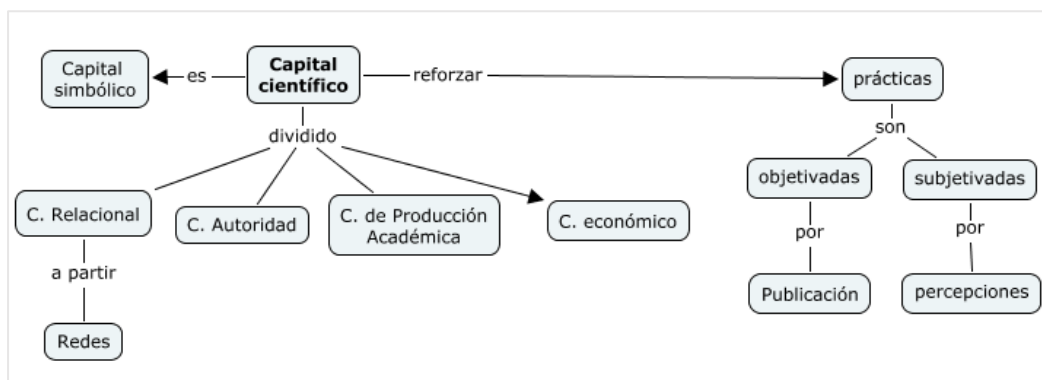 Capital
simbólico
es
Capital
científico
reforzar
prácticas
dividido
son
objetivadas
subjetivadas
C. Relacional
C. Autoridad
C. de Producción
Académica
C. económico
por
por
a partir
Publicación
percepciones
Redes